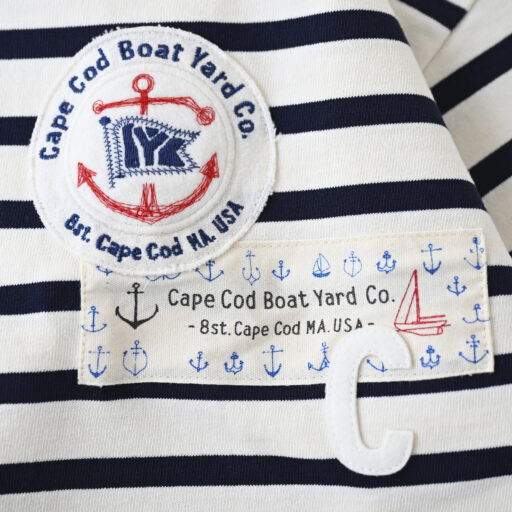 Cape Cod Boat Yard Co.
Y
8st. Cape Cod MA. USA
Cape Cod Boat Yard Co.
- 8st. Cape Cod MA. USA -
C